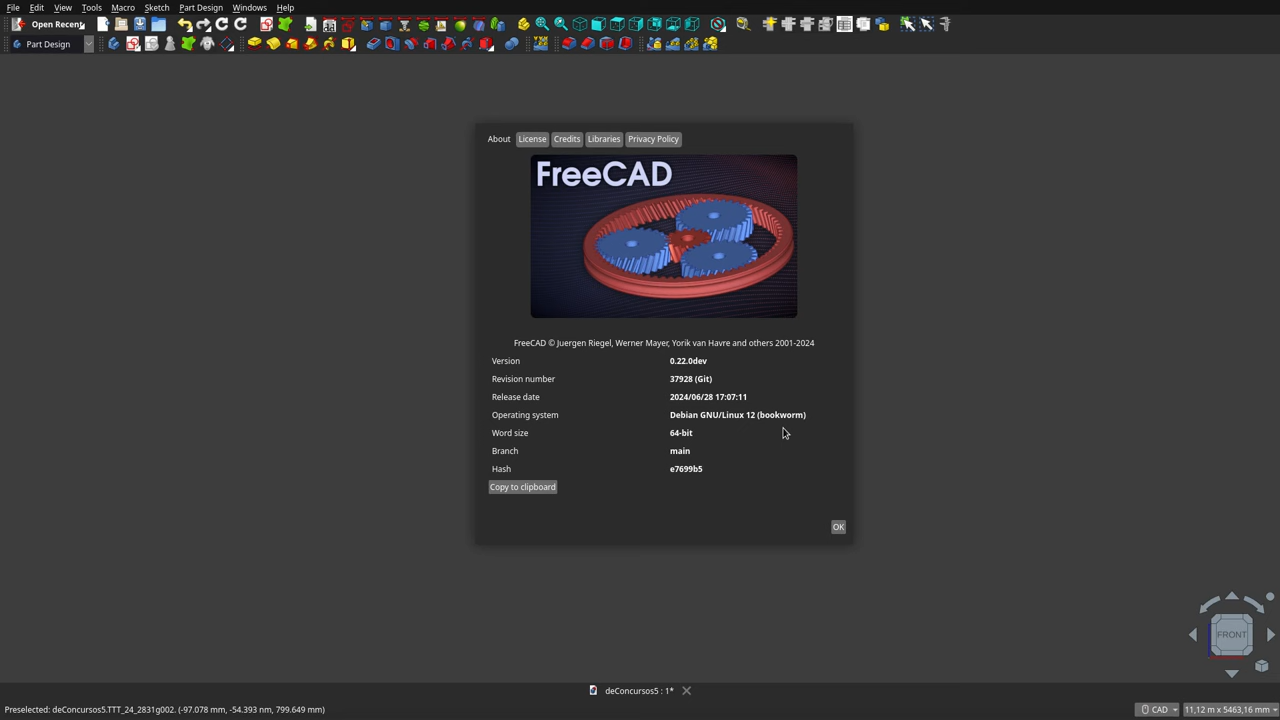 File Edit View Tools Macro Sketch Part Design Windows Help
Open Recent
Part Design
About License Credits Libraries Privacy Policy
FreeCAD
FreeCAD © Juergen Riegel, Werner Mayer, Yorik van Havre and others 2001-2024
Version 0.22.0dev
Revision number 37928 (Git)
Release date 2024/06/28 17:07:11
Operating system Debian GNU/Linux 12 (bookworm)
Word size 64-bit
Branch main
Hash e7699b5
Copy to clipboard
OK
FRONT
deConcursos5 : 1*
Preselected: deConcursos5.TTT_24_2831g002. (-97.078 mm, -54.393 nm, 799.649 mm) CAD 11,12 m x 5463,16 mm